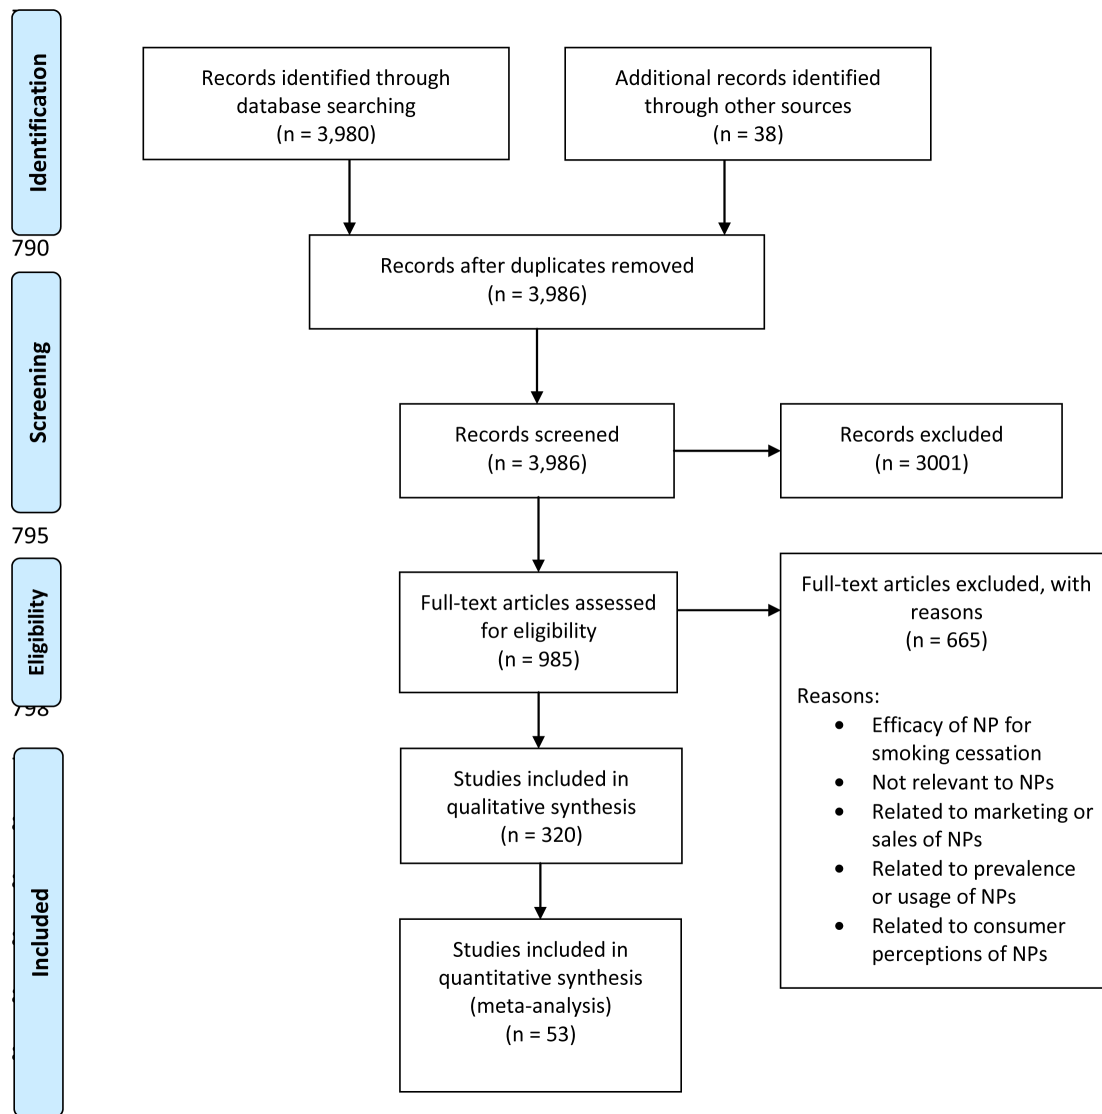 Identification
Records identified through
database searching
(n = 3,980)
Additional records identified
through other sources
(n = 38)
790
Records after duplicates removed
(n = 3,986)
Screening
Records screened
(n = 3,986)
Records excluded
(n = 3001)
795
Eligibility
Full-text articles assessed
for eligibility
(n = 985)
Full-text articles excluded, with
reasons
(n = 665)
Reasons:
• Efficacy of NP for
smoking cessation
• Not relevant to NPs
• Related to marketing or
sales of NPs
• Related to prevalence
or usage of NPs
• Related to consumer
perceptions of NPs
798
Included
Studies included in
qualitative synthesis
(n = 320)
Studies included in
quantitative synthesis
(meta-analysis)
(n = 53)